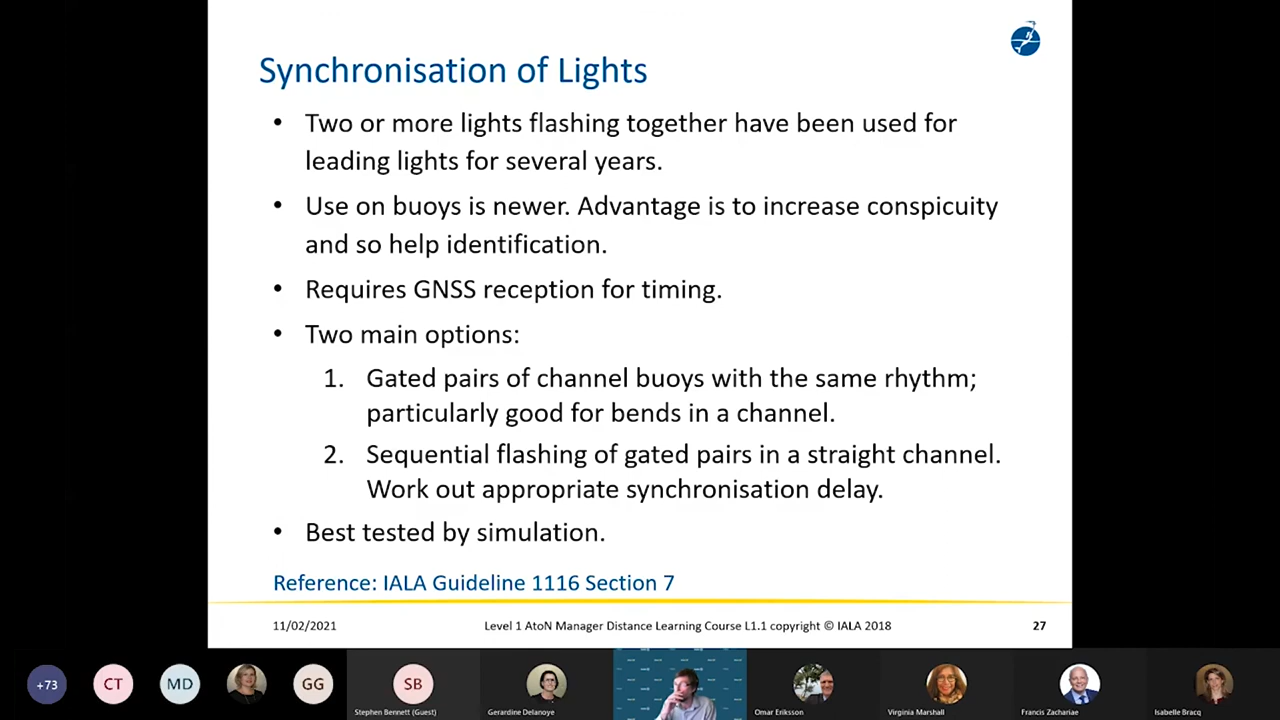 Synchronisation of Lights
• Two or more lights flashing together have been used for
leading lights for several years.
• Use on buoys is newer. Advantage is to increase conspicuity
and so help identification.
• Requires GNSS reception for timing.
• Two main options:
1. Gated pairs of channel buoys with the same rhythm;
particularly good for bends in a channel.
2. Sequential flashing of gated pairs in a straight channel.
Work out appropriate synchronisation delay.
• Best tested by simulation.
Reference: IALA Guideline 1116 Section 7
11/02/2021 Level 1 AtoN Manager Distance Learning Course L1.1 copyright © IALA 2018 27
+73 CT MD GG SB
Stephen Bennett (Guest) Gerardine Delanoye Omar Eriksson Virginia Marshall Francis Zachariae Isabelle Bracq